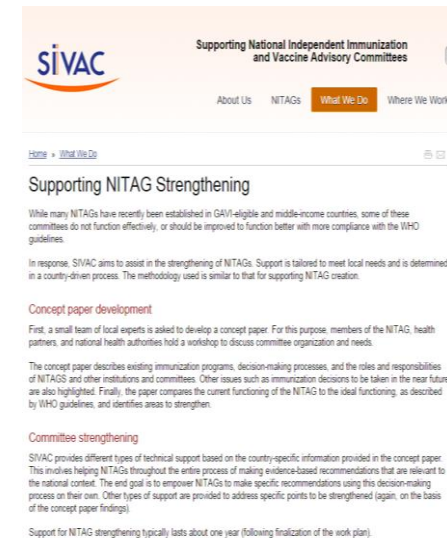 SIVAC
Supporting National Independent Immunization
and Vaccine Advisory Committees
About Us NITAGs What We Do Where We Work
Home » What We Do
Supporting NITAG Strengthening
While many NITAGs have recently been established in GAVI-eligible and middle-income countries, some of these
committees do not function effectively, or should be improved to function better with more compliance with the WHO
guidelines.
In response, SIVAC aims to assist in the strengthening of NITAGs. Support is tailored to meet local needs and is determined
in a country-driven process. The methodology used is similar to that for supporting NITAG creation.
Concept paper development
First, a small team of local experts is asked to develop a concept paper. For this purpose, members of the NITAG, health
partners, and national health authorities hold a workshop to discuss committee organization and needs.
The concept paper describes existing immunization programs, decision-making processes, and the roles and responsibilities
of NITAGS and other institutions and committees. Other issues such as immunization decisions to be taken in the near future
are also highlighted. Finally, the paper compares the current functioning of the NITAG to the ideal functioning, as described
by WHO guidelines, and identifies areas to strengthen.
Committee strengthening
SIVAC provides different types of technical support based on the country-specific information provided in the concept paper.
This involves helping NITAGs throughout the entire process of making evidence-based recommendations that are relevant to
the national context. The end goal is to empower NITAGs to make specific recommendations using this decision-making
process on their own. Other types of support are provided to address specific points to be strengthened (again, on the basis
of the concept paper findings).
Support for NITAG strengthening typically lasts about one year (following finalization of the work plan).